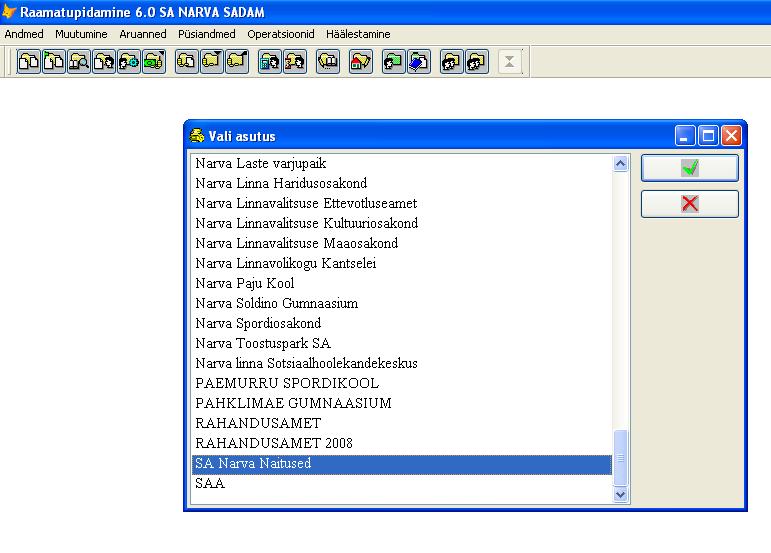 Raamatupidamine 6.0 SA NARVA SADAM
Andmed Muutumine Aruanned Püsiandmed Operatsioonid Häälestamine
Vali asutus
Narva Laste varjupaik
Narva Linna Haridusosakond
Narva Linnavalitsuse Ettevotluseamet
Narva Linnavalitsuse Kultuuriosakond
Narva Linnavalitsuse Maaosakond
Narva Linnavolikogu Kantselei
Narva Paju Kool
Narva Soldino Gumnaasium
Narva Spordiosakond
Narva Toostuspark SA
Narva linna Sotsiaalhoolekandekeskus
PAEMURRU SPORDIKOOL
PAHKLIMAE GUMNAASIUM
RAHANDUSAMET
RAHANDUSAMET 2008
SA Narva Naitused
SAA